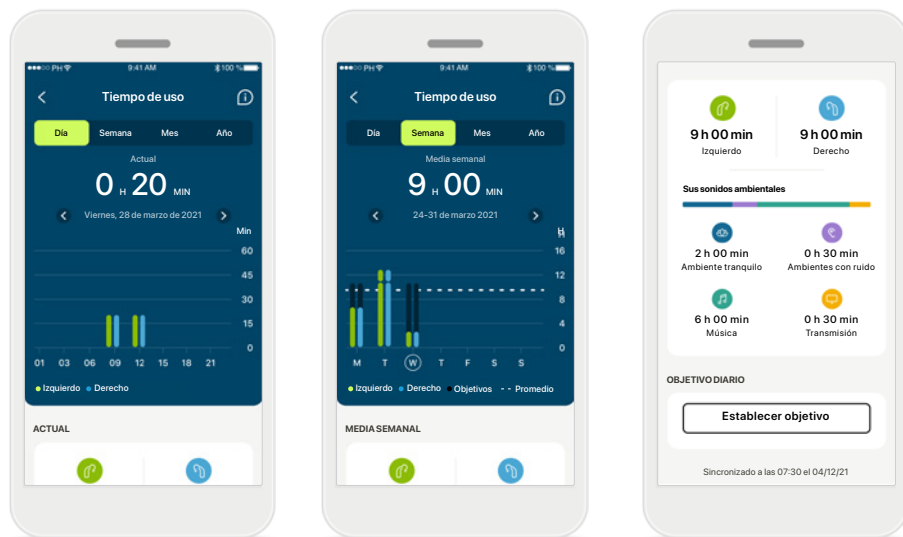 PH 9:41 AM 100 %
Tiempo de uso
Día Semana Mes Año
Actual
0 H 20 MIN
Viernes, 28 de marzo de 2021
Min
60
45
30
15
0
01 03 06 09 12 15 18 21
Izquierdo Derecho
ACTUAL
PH 9:41 AM 100 %
Tiempo de uso
Día Semana Mes Año
Media semanal
9 H 00 MIN
24-31 de marzo 2021
H
16
12
8
4
0
M T W T F S S
Izquierdo Derecho Objetivos - - Promedio
MEDIA SEMANAL
9 h 00 min 9 h 00 min
Izquierdo Derecho
Sus sonidos ambientales
2 h 00 min 0 h 30 min
Ambiente tranquilo Ambientes con ruido
6 h 00 min 0 h 30 min
Música Transmisión
OBJETIVO DIARIO
Establecer objetivo
Sincronizado a las 07:30 el 04/12/21